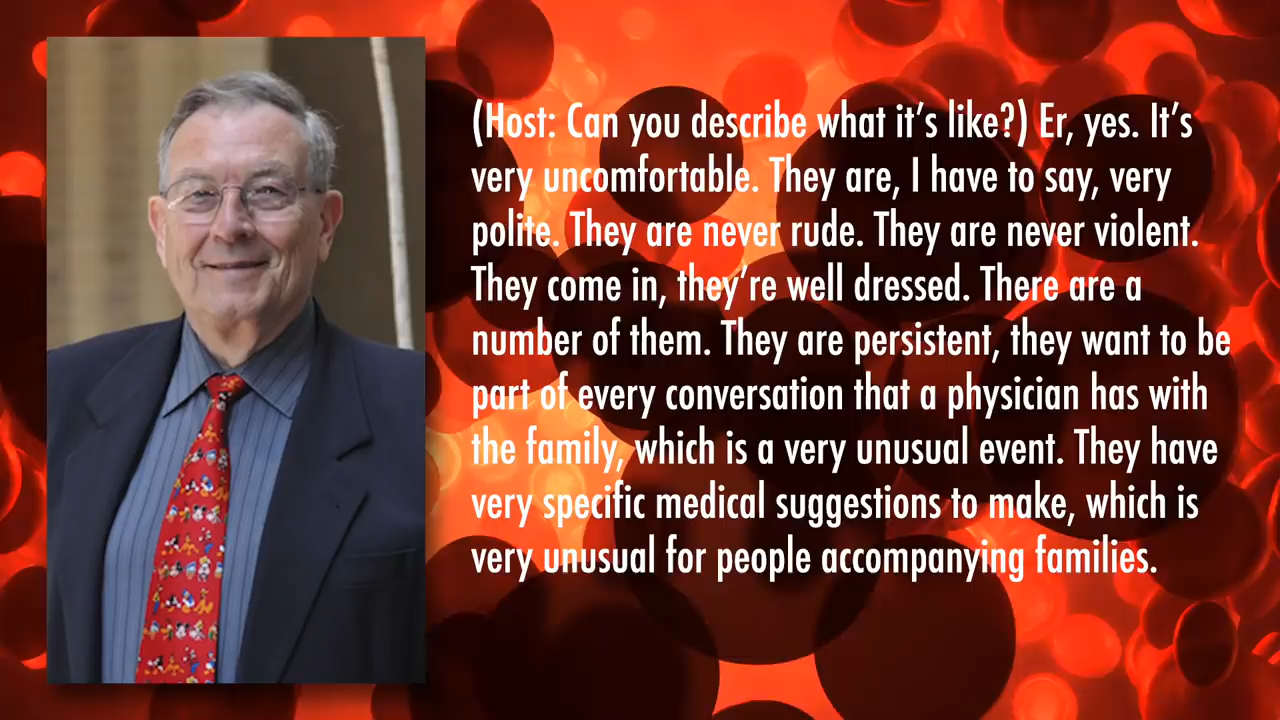 (Host: Can you describe what it’s like?) Er, yes. It’s
very uncomfortable. They are, I have to say, very
polite. They are never rude. They are never violent.
They come in, they’re well dressed. There are a
number of them. They are persistent, they want to be
part of every conversation that a physician has with
the family, which is a very unusual event. They have
very specific medical suggestions to make, which is
very unusual for people accompanying families.